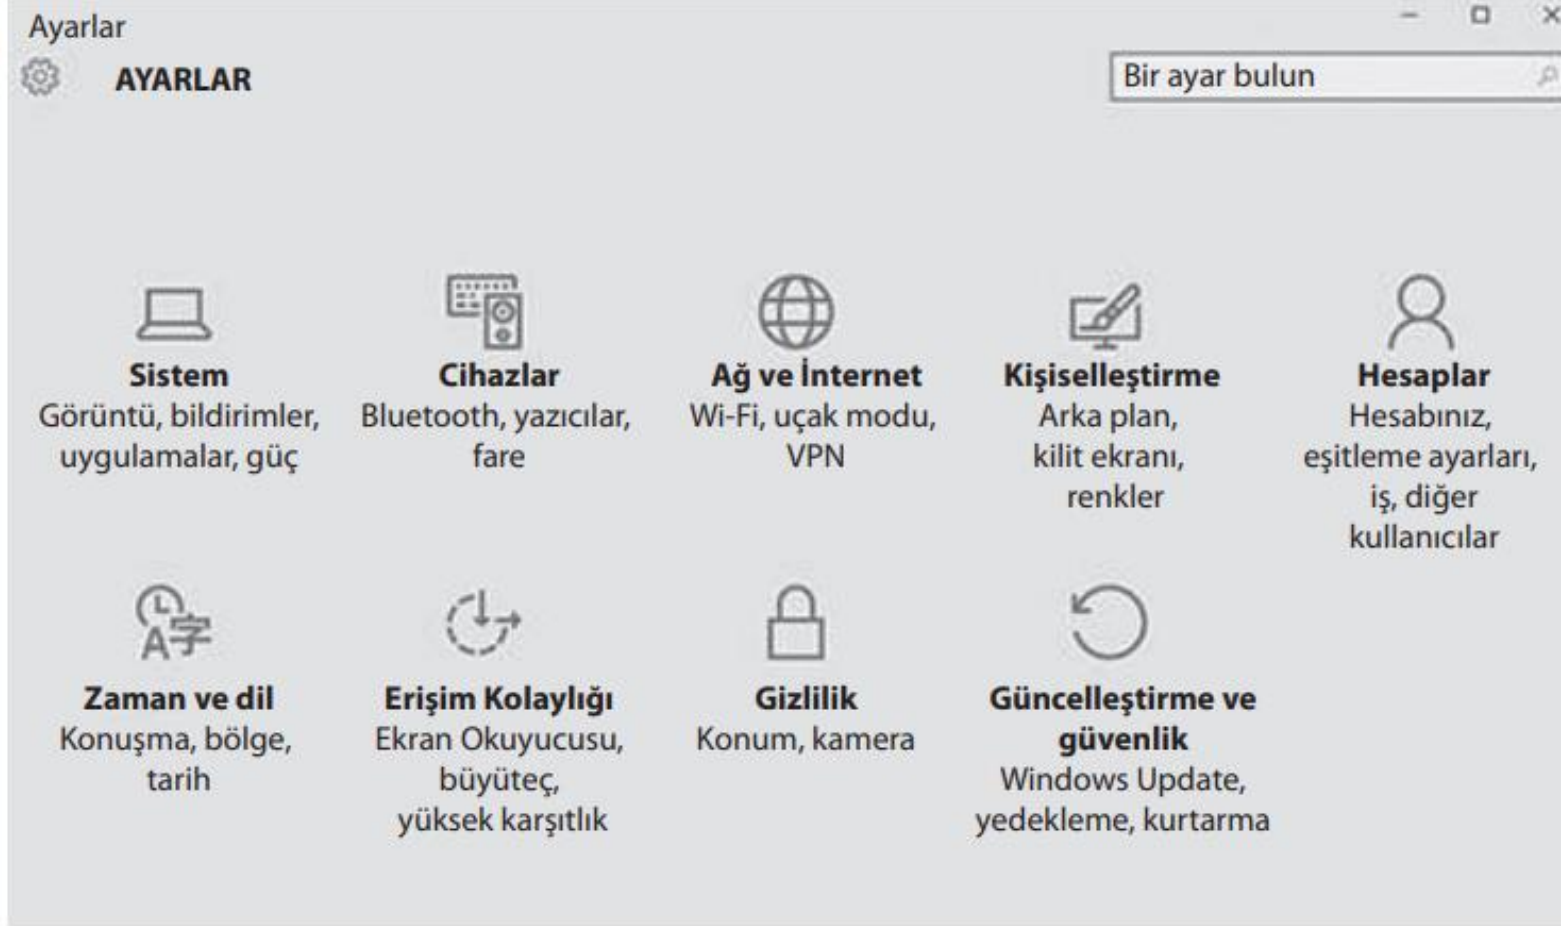 Ayarlar
AYARLAR
Bir ayar bulun
Sistem
Görüntü, bildirimler,
uygulamalar, güç
Cihazlar
Bluetooth, yazıcılar,
fare
Ağ ve İnternet
Wi-Fi, uçak modu,
VPN
Kişiselleştirme
Arka plan,
kilit ekranı,
renkler
Hesaplar
Hesabınız,
eşitleme ayarları,
iş, diğer
kullanıcılar
A字
Zaman ve dil
Konuşma, bölge,
tarih
Erişim Kolaylığı
Ekran Okuyucusu,
büyüteç,
yüksek karşıtlık
Gizlilik
Konum, kamera
Güncelleştirme ve
güvenlik
Windows Update,
yedekleme, kurtarma